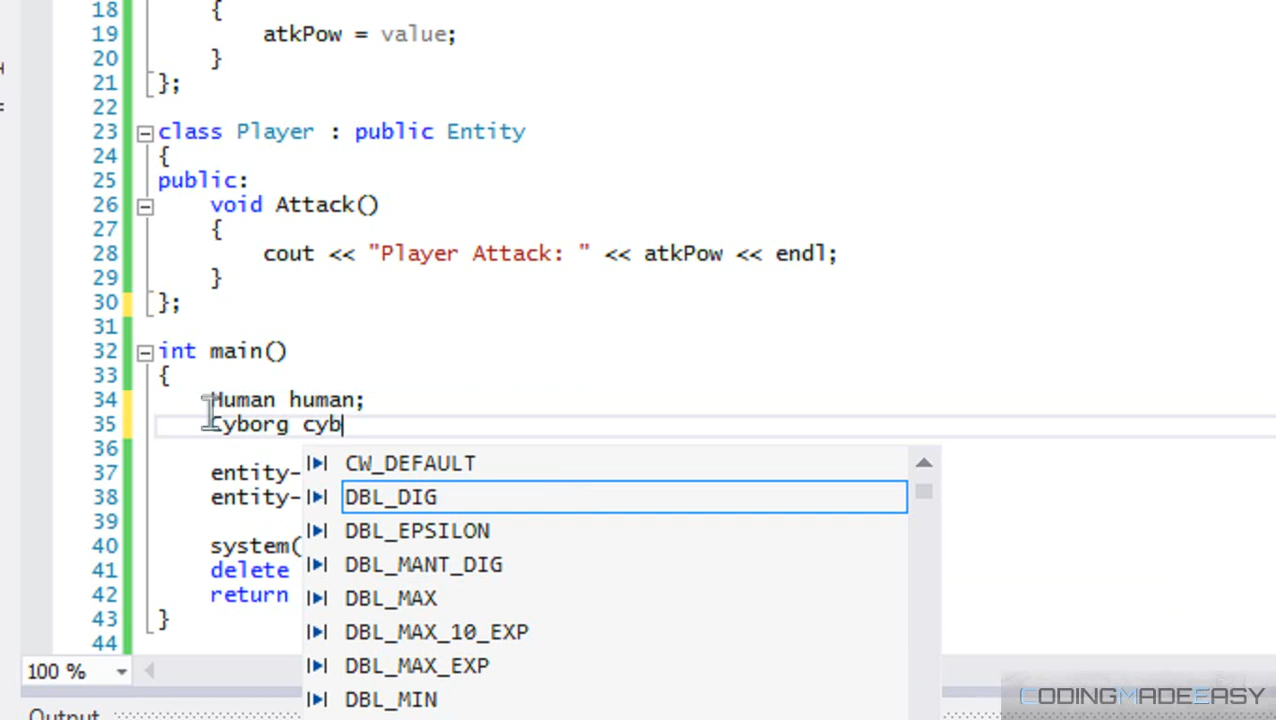 18 {
19 atkPow = value;
20 }
21 };
22
23 class Player : public Entity
24 {
25 public:
26 void Attack()
27 {
28 cout << "Player Attack: " << atkPow << endl;
29 }
30 };
31
32 int main()
33 {
34 Human human;
35 Cyborg cyb
36
37 entity-
38 entity-
39
40 system(
41 delete
42 return
43 }
44
CW_DEFAULT
DBL_DIG
DBL_EPSILON
DBL_MANT_DIG
DBL_MAX
DBL_MAX_10_EXP
DBL_MAX_EXP
DBL_MIN
100 %
Output
CODINGMADEEASY